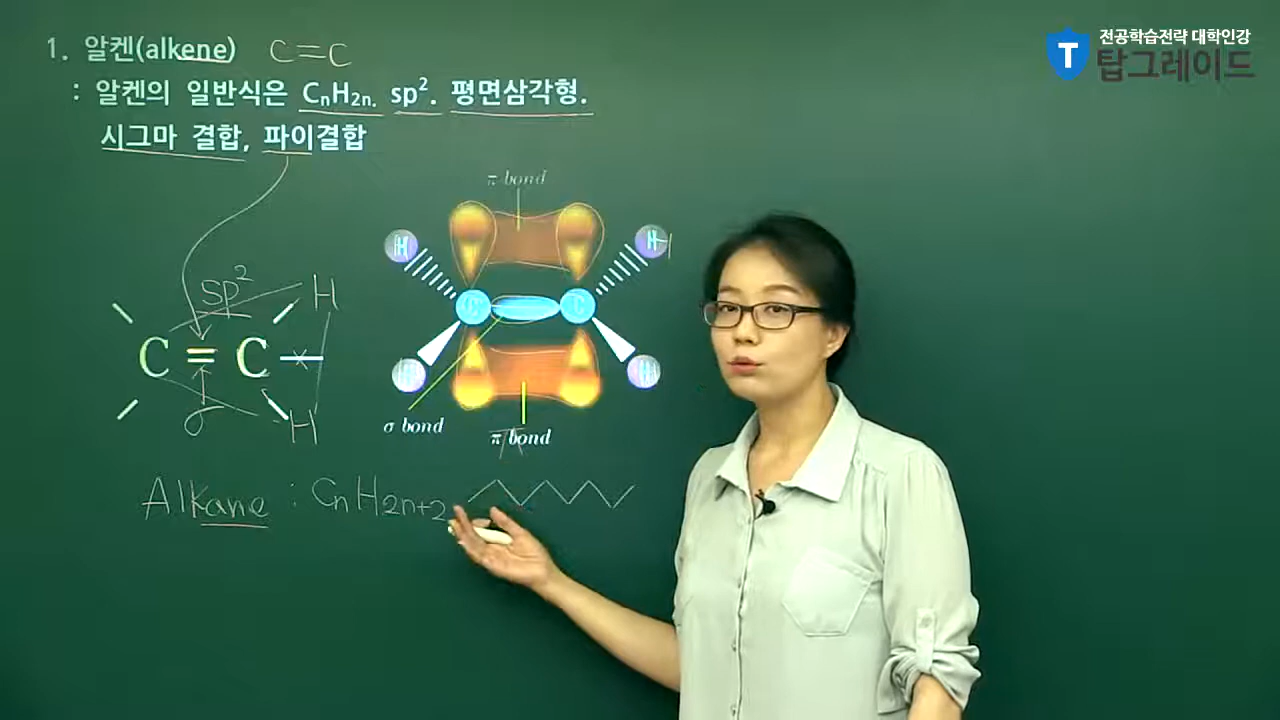 1. 알켄(alkene) C=C
: 알켄의 일반식은 CnH2n. sp². 평면삼각형.
시그마 결합, 파이결합
전공학습전략 대학인강
T 탑그레이드
π bond
H H
sp² H
C C
C = C
σ
H H
H
σ bond
π bond
Alkane : CnH2n+2